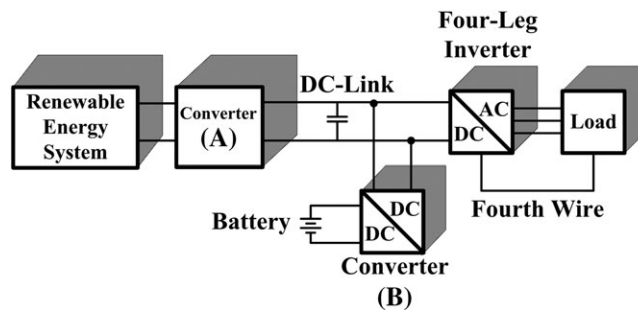 Four-Leg
Inverter
DC-Link
Renewable
Energy
System
Converter
(A)
AC
DC
Load
Fourth Wire
Battery
DC
DC
Converter
(B)